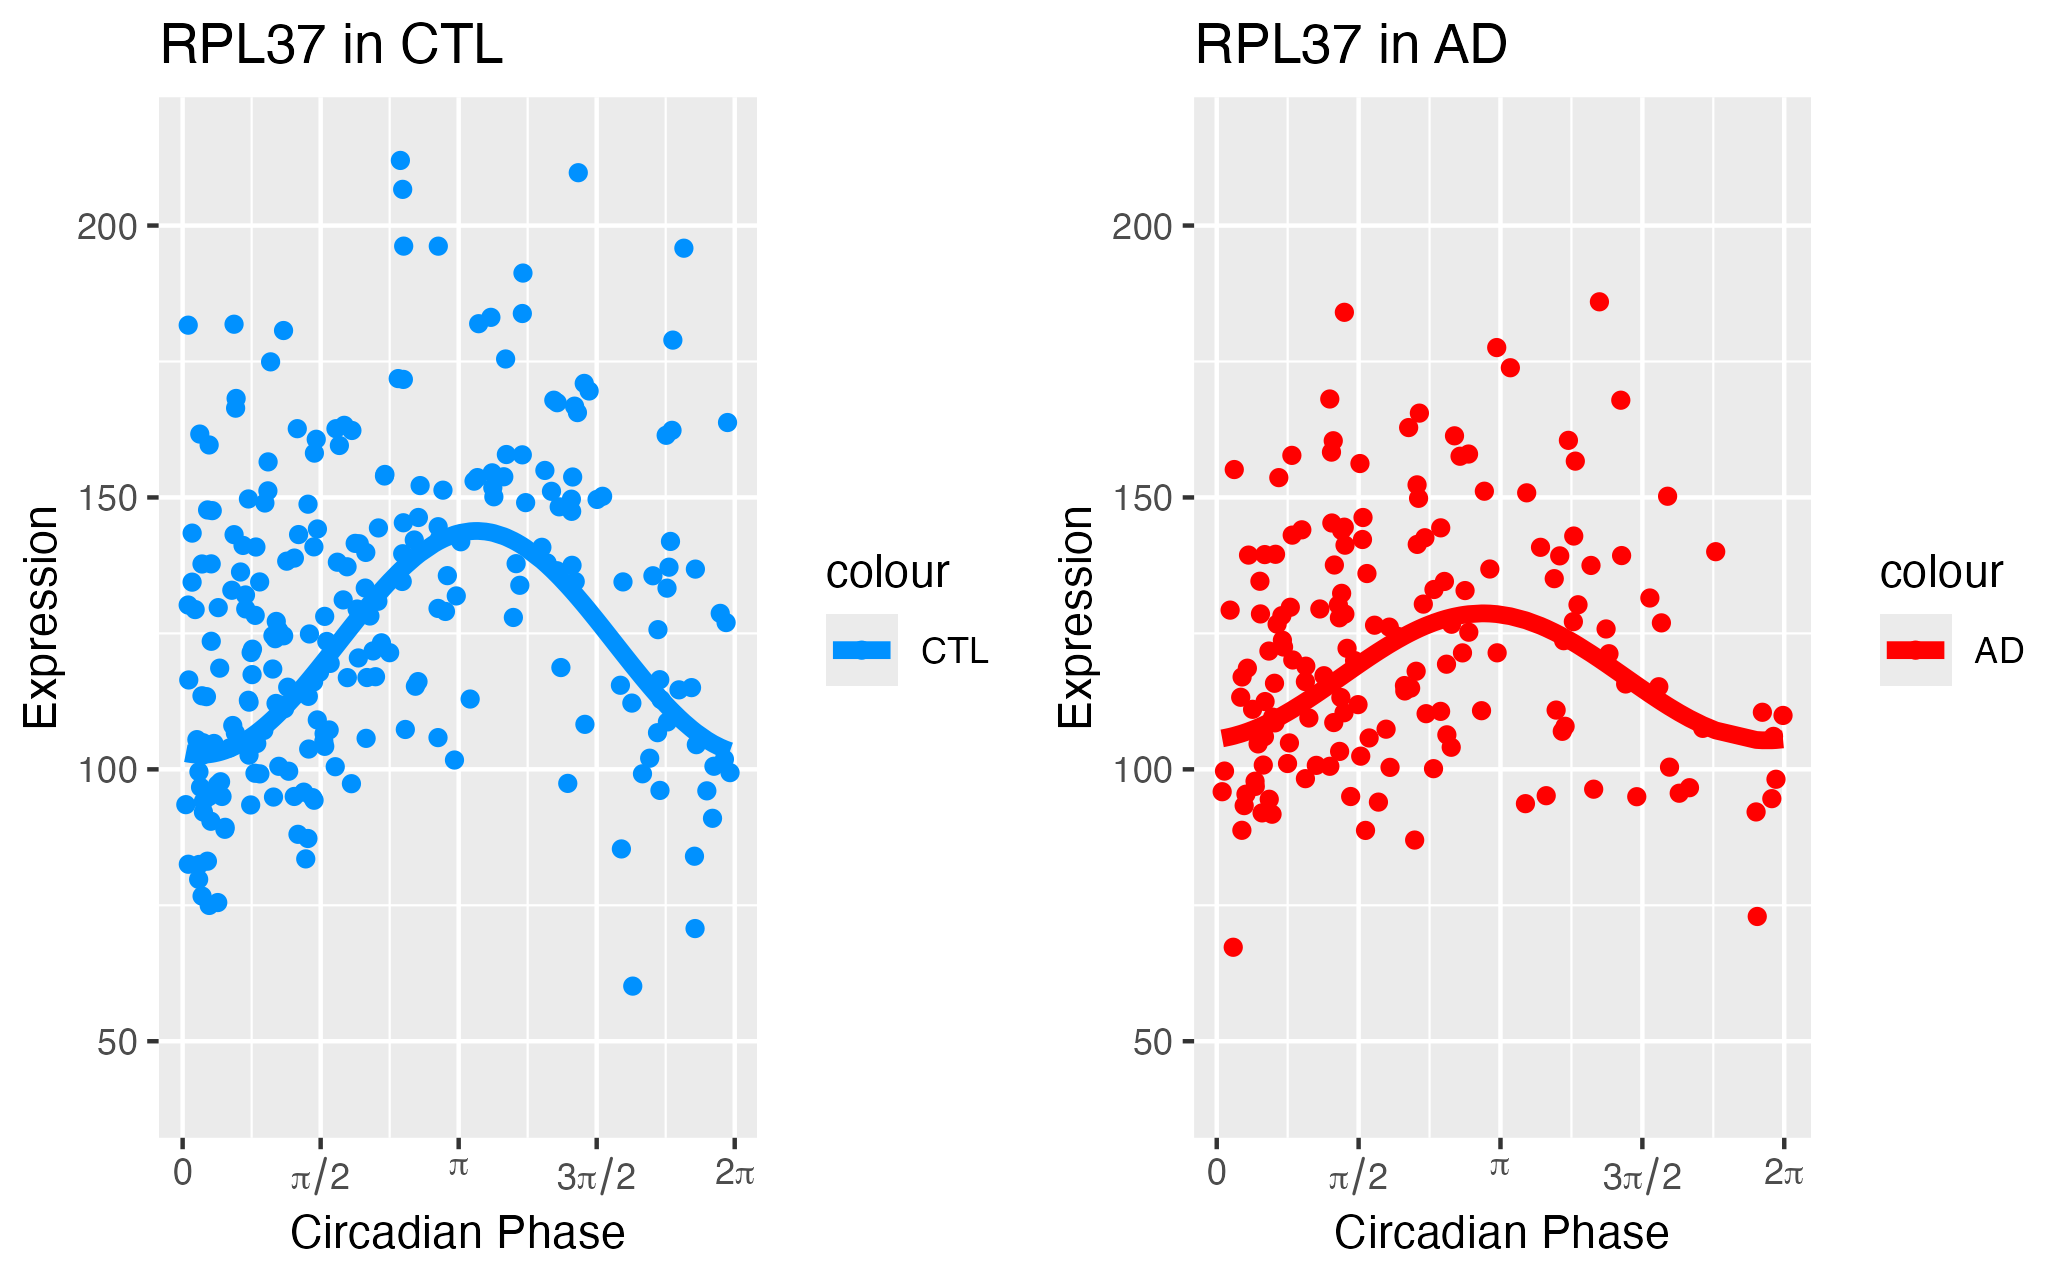 RPL37 in CTL
200
150
100
50
Expression
0 π/2 π 3π/2 2π
Circadian Phase
colour
CTL
RPL37 in AD
200
150
100
50
Expression
0 π/2 π 3π/2 2π
Circadian Phase
colour
AD